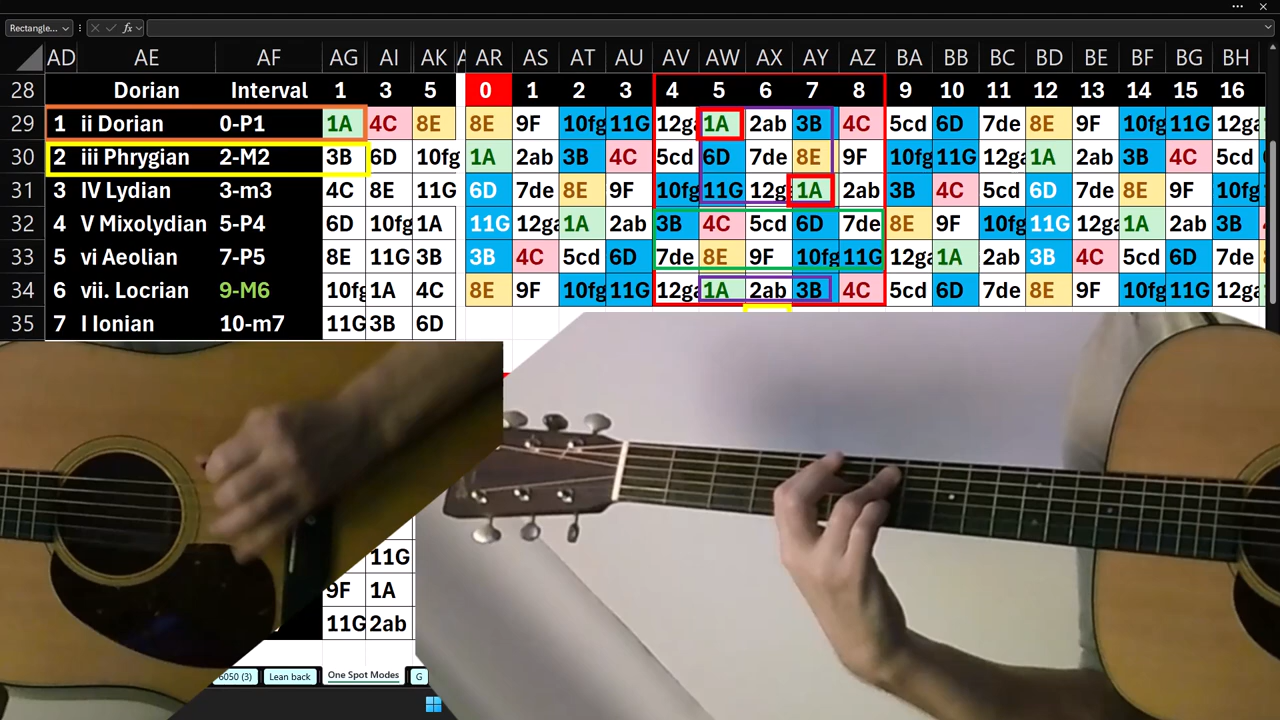 Rectangle... fx
AD AE AF AG AI AK AR AS AT AU AV AW AX AY AZ BA BB BC BD BE BF BG BH
28 Dorian Interval 1 3 5 0 1 2 3 4 5 6 7 8 9 10 11 12 13 14 15 16
29 1 ii Dorian 0-P1 1A 4C 8E 8E 9F 10fg 11G 12ga 1A 2ab 3B 4C 5cd 6D 7de 8E 9F 10fg 11G 12ga
30 2 iii Phrygian 2-M2 3B 6D 10fg 1A 2ab 3B 4C 5cd 6D 7de 8E 9F 10fg 11G 12ga 1A 2ab 3B 4C 5cd
31 3 IV Lydian 3-m3 4C 8E 11G 6D 7de 8E 9F 10fg 11G 12g 1A 2ab 3B 4C 5cd 6D 7de 8E 9F 10fg
32 4 V Mixolydian 5-P4 6D 10fg 1A 11G 12ga 1A 2ab 3B 4C 5cd 6D 7de 8E 9F 10fg 11G 12ga 1A 2ab 3B
33 5 vi Aeolian 7-P5 8E 11G 3B 3B 4C 5cd 6D 7de 8E 9F 10fg 11G 12ga 1A 2ab 3B 4C 5cd 6D 7de
34 6 vii. Locrian 9-M6 10fg 1A 4C 8E 9F 10fg 11G 12ga 1A 2ab 3B 4C 5cd 6D 7de 8E 9F 10fg 11G 12ga
35 7 I Ionian 10-m7 11G 3B 6D
11G
9F 1A
11G 2ab
6050 (3) Lean back One Spot Modes G